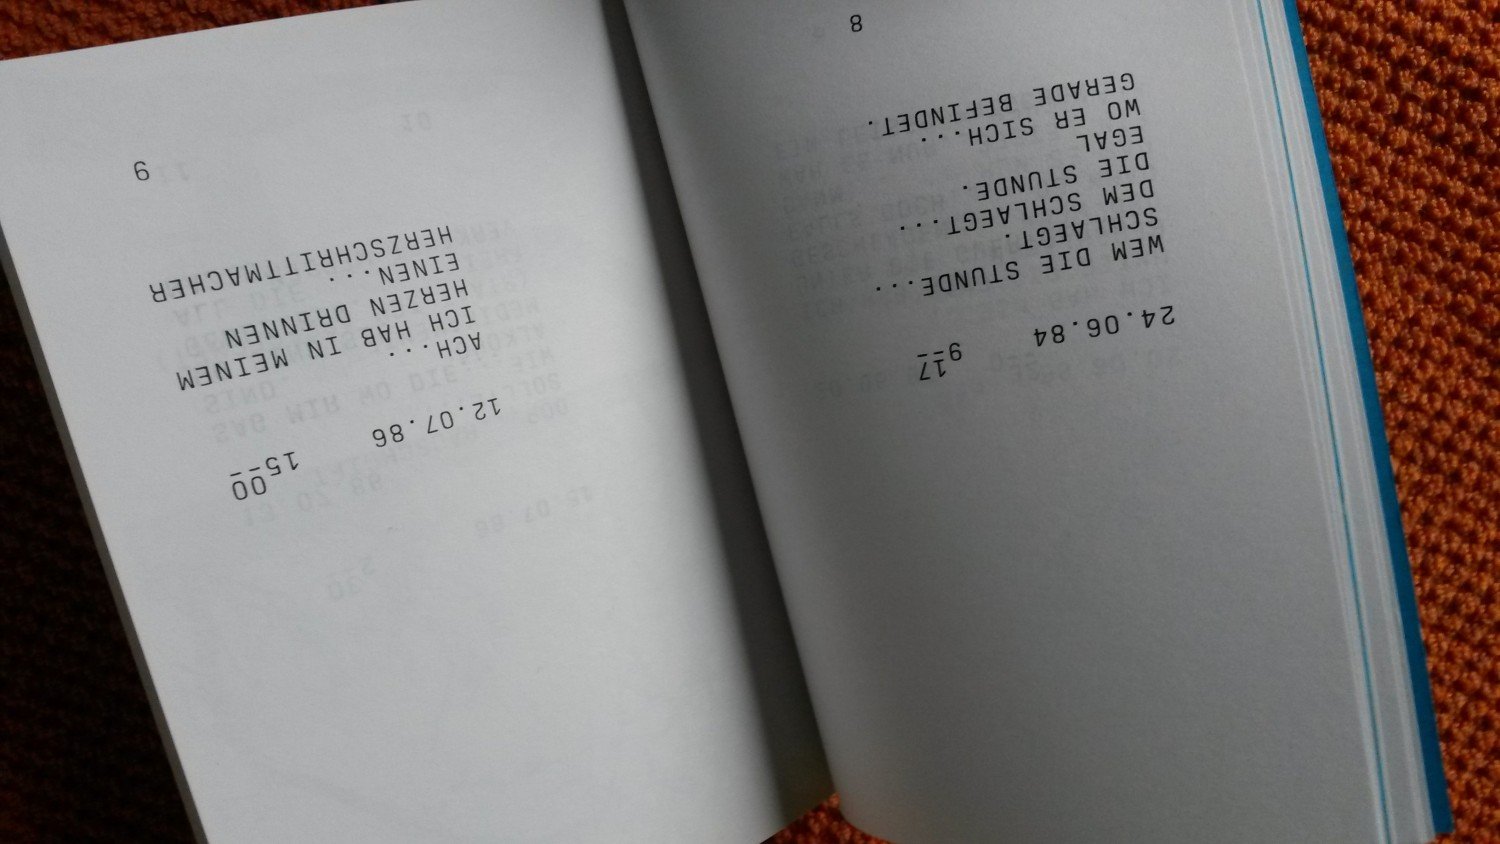 24.06.84 9 17
WEM DIE STUNDE...
SCHLAEGT.
DEM SCHLAEGT...
DIE STUNDE.
EGAL
WO ER SICH...
GERADE BEFINDET.
8
12.07.86 15 00
ACH...
ICH HAB IN MEINEM
HERZEN DRINNEN
EINEN...
HERZSCHRITTMACHER
9